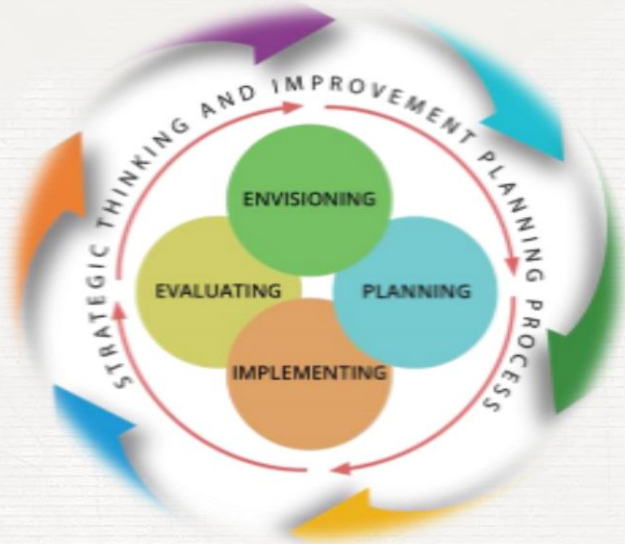 STRATEGIC THINKING AND IMPROVEMENT PLANNING PROCESS
ENVISIONING
EVALUATING
PLANNING
IMPLEMENTING